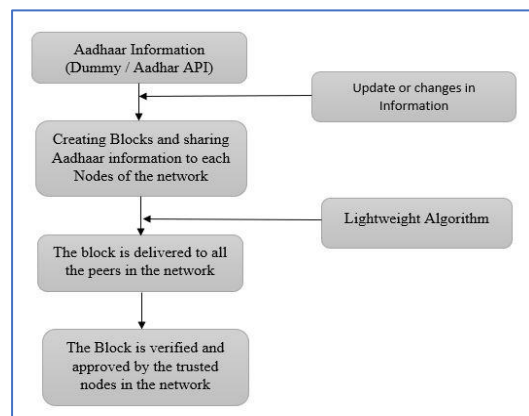 Aadhaar Information
(Dummy / Aadhar API)
Update or changes in
Information
Creating Blocks and sharing
Aadhaar information to each
Nodes of the network
Lightweight Algorithm
The block is delivered to all
the peers in the network
The Block is verified and
approved by the trusted
nodes in the network